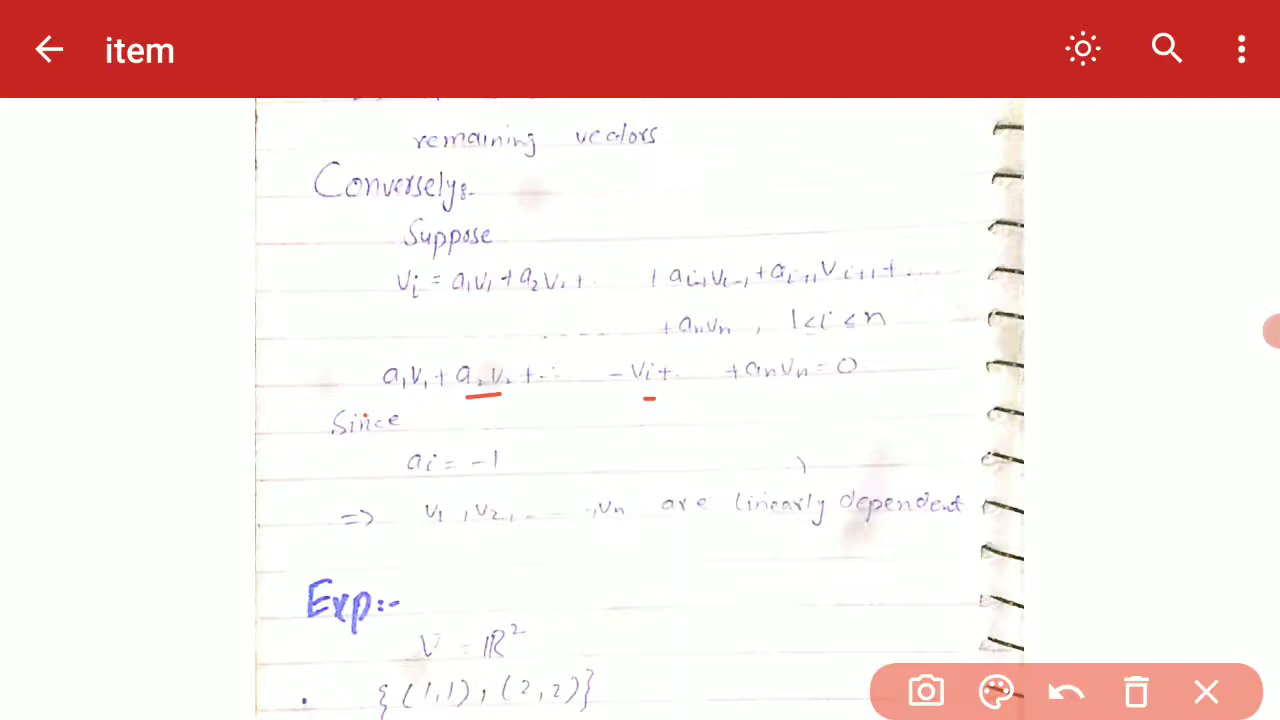 item
remaining vectors
Conversely:-
Suppose
vᵢ = a₁v₁ + a₂v₂ + . + aᵢ₋₁vᵢ₋₁ + aᵢ₊₁vᵢ₊₁ + ....
+ aₙvₙ , 1 ≤ i ≤ n
a₁v₁ + a₂v₂ + ... - vᵢ + .. + aₙvₙ = 0
Since
aᵢ = -1
=> v₁, v₂, ... , vₙ are linearly dependent
Exp:-
V = ℝ²
. {(1,1), (2,2)}